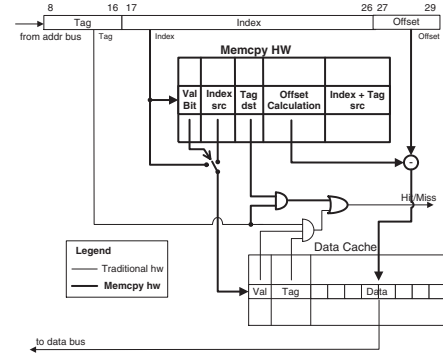 8 16 17 26 27 29
Tag Index Offset
from addr bus Tag Index Offset
Memcpy HW
Val Bit
Index src
Tag dst
Offset Calculation
Index + Tag src
-
Hit/Miss
Data Cache
Legend
Traditional hw
Memcpy hw
Val Tag Data
to data bus